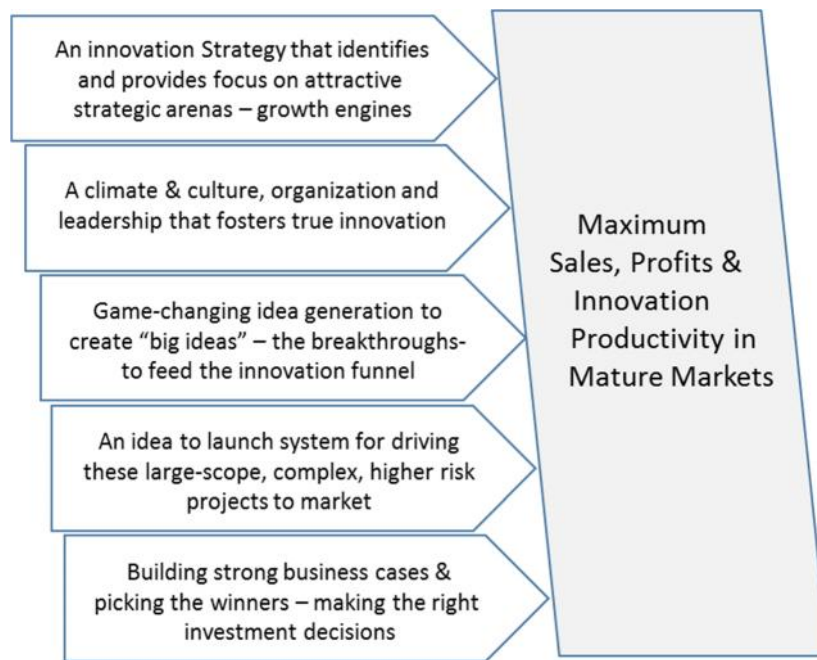 An innovation Strategy that identifies
and provides focus on attractive
strategic arenas – growth engines
A climate & culture, organization and
leadership that fosters true innovation
Game-changing idea generation to
create “big ideas” – the breakthroughs-
to feed the innovation funnel
An idea to launch system for driving
these large-scope, complex, higher risk
projects to market
Building strong business cases &
picking the winners – making the right
investment decisions
Maximum
Sales, Profits &
Innovation
Productivity in
Mature Markets